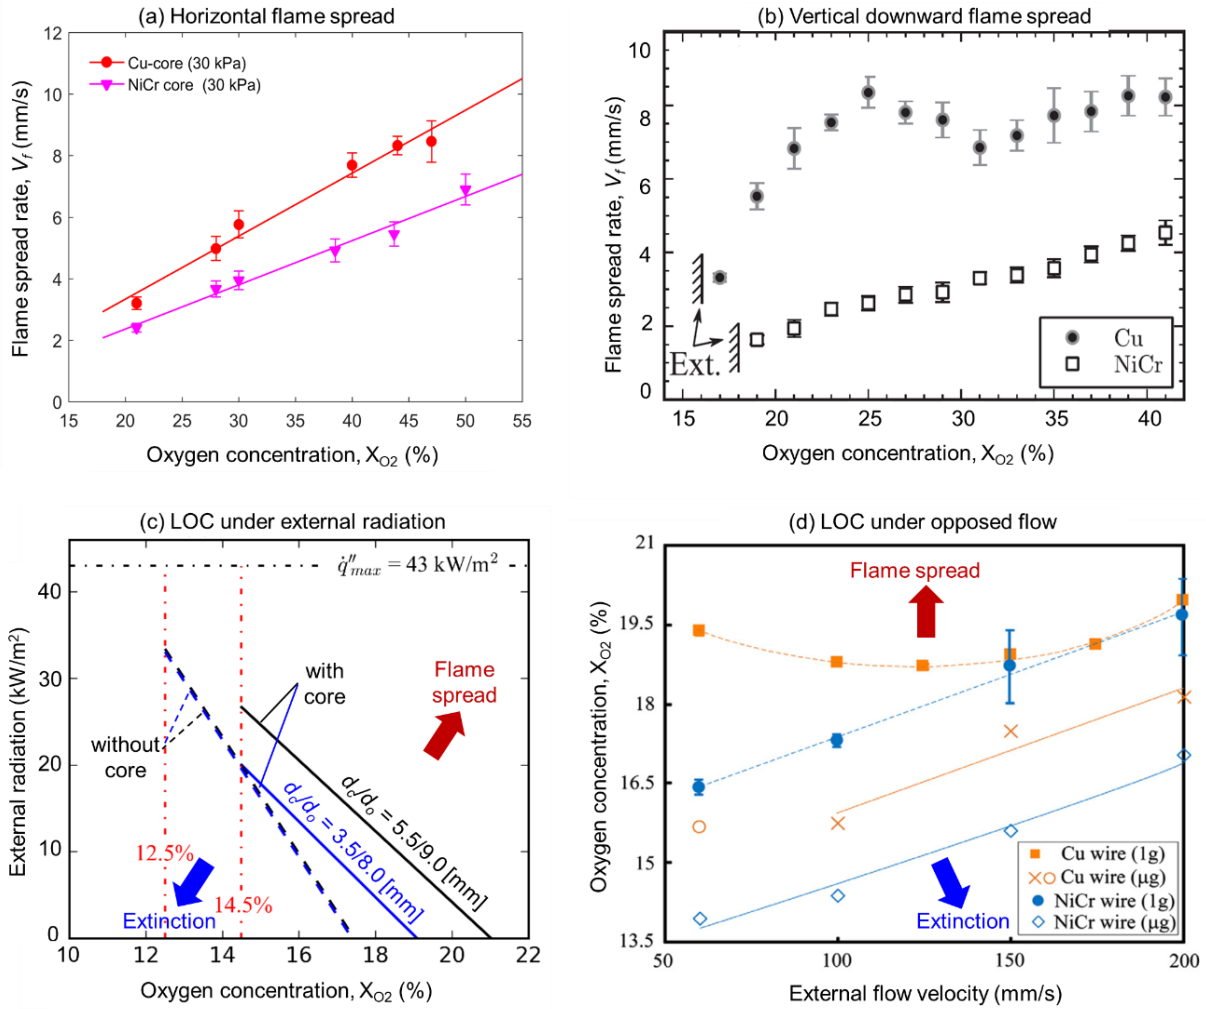 (a) Horizontal flame spread
12
10
8
6
4
2
0
Flame spread rate, Vf (mm/s)
Cu-core (30 kPa)
NiCr core (30 kPa)
15 20 25 30 35 40 45 50 55
Oxygen concentration, XO2 (%)
(b) Vertical downward flame spread
10
8
6
4
2
0
Flame spread rate, Vf (mm/s)
Ext.
Cu
NiCr
15 20 25 30 35 40
Oxygen concentration, XO2 (%)
(c) LOC under external radiation
q̇″max = 43 kW/m2
40
30
20
10
0
External radiation (kW/m2)
with
core
Flame
spread
without
core
dc/do = 5.5/9.0 [mm]
dc/do = 3.5/8.0 [mm]
12.5%
14.5%
Extinction
10 12 14 16 18 20 22
Oxygen concentration, XO2 (%)
(d) LOC under opposed flow
21
19.5
18
16.5
15
13.5
Oxygen concentration, XO2 (%)
Flame spread
Extinction
Cu wire (1g)
Cu wire (μg)
NiCr wire (1g)
NiCr wire (μg)
50 100 150 200
External flow velocity (mm/s)